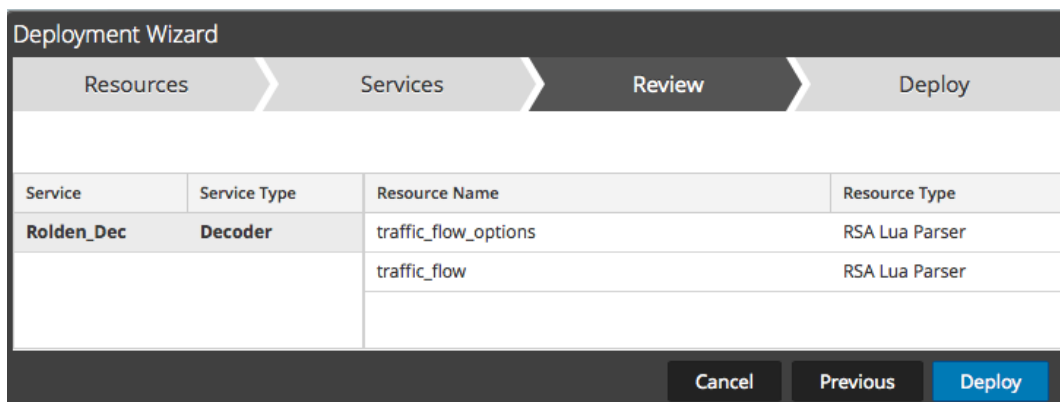 Deployment Wizard
Resources Services Review Deploy
Service Service Type Resource Name Resource Type
Rolden_Dec Decoder traffic_flow_options RSA Lua Parser
traffic_flow RSA Lua Parser
Cancel Previous Deploy